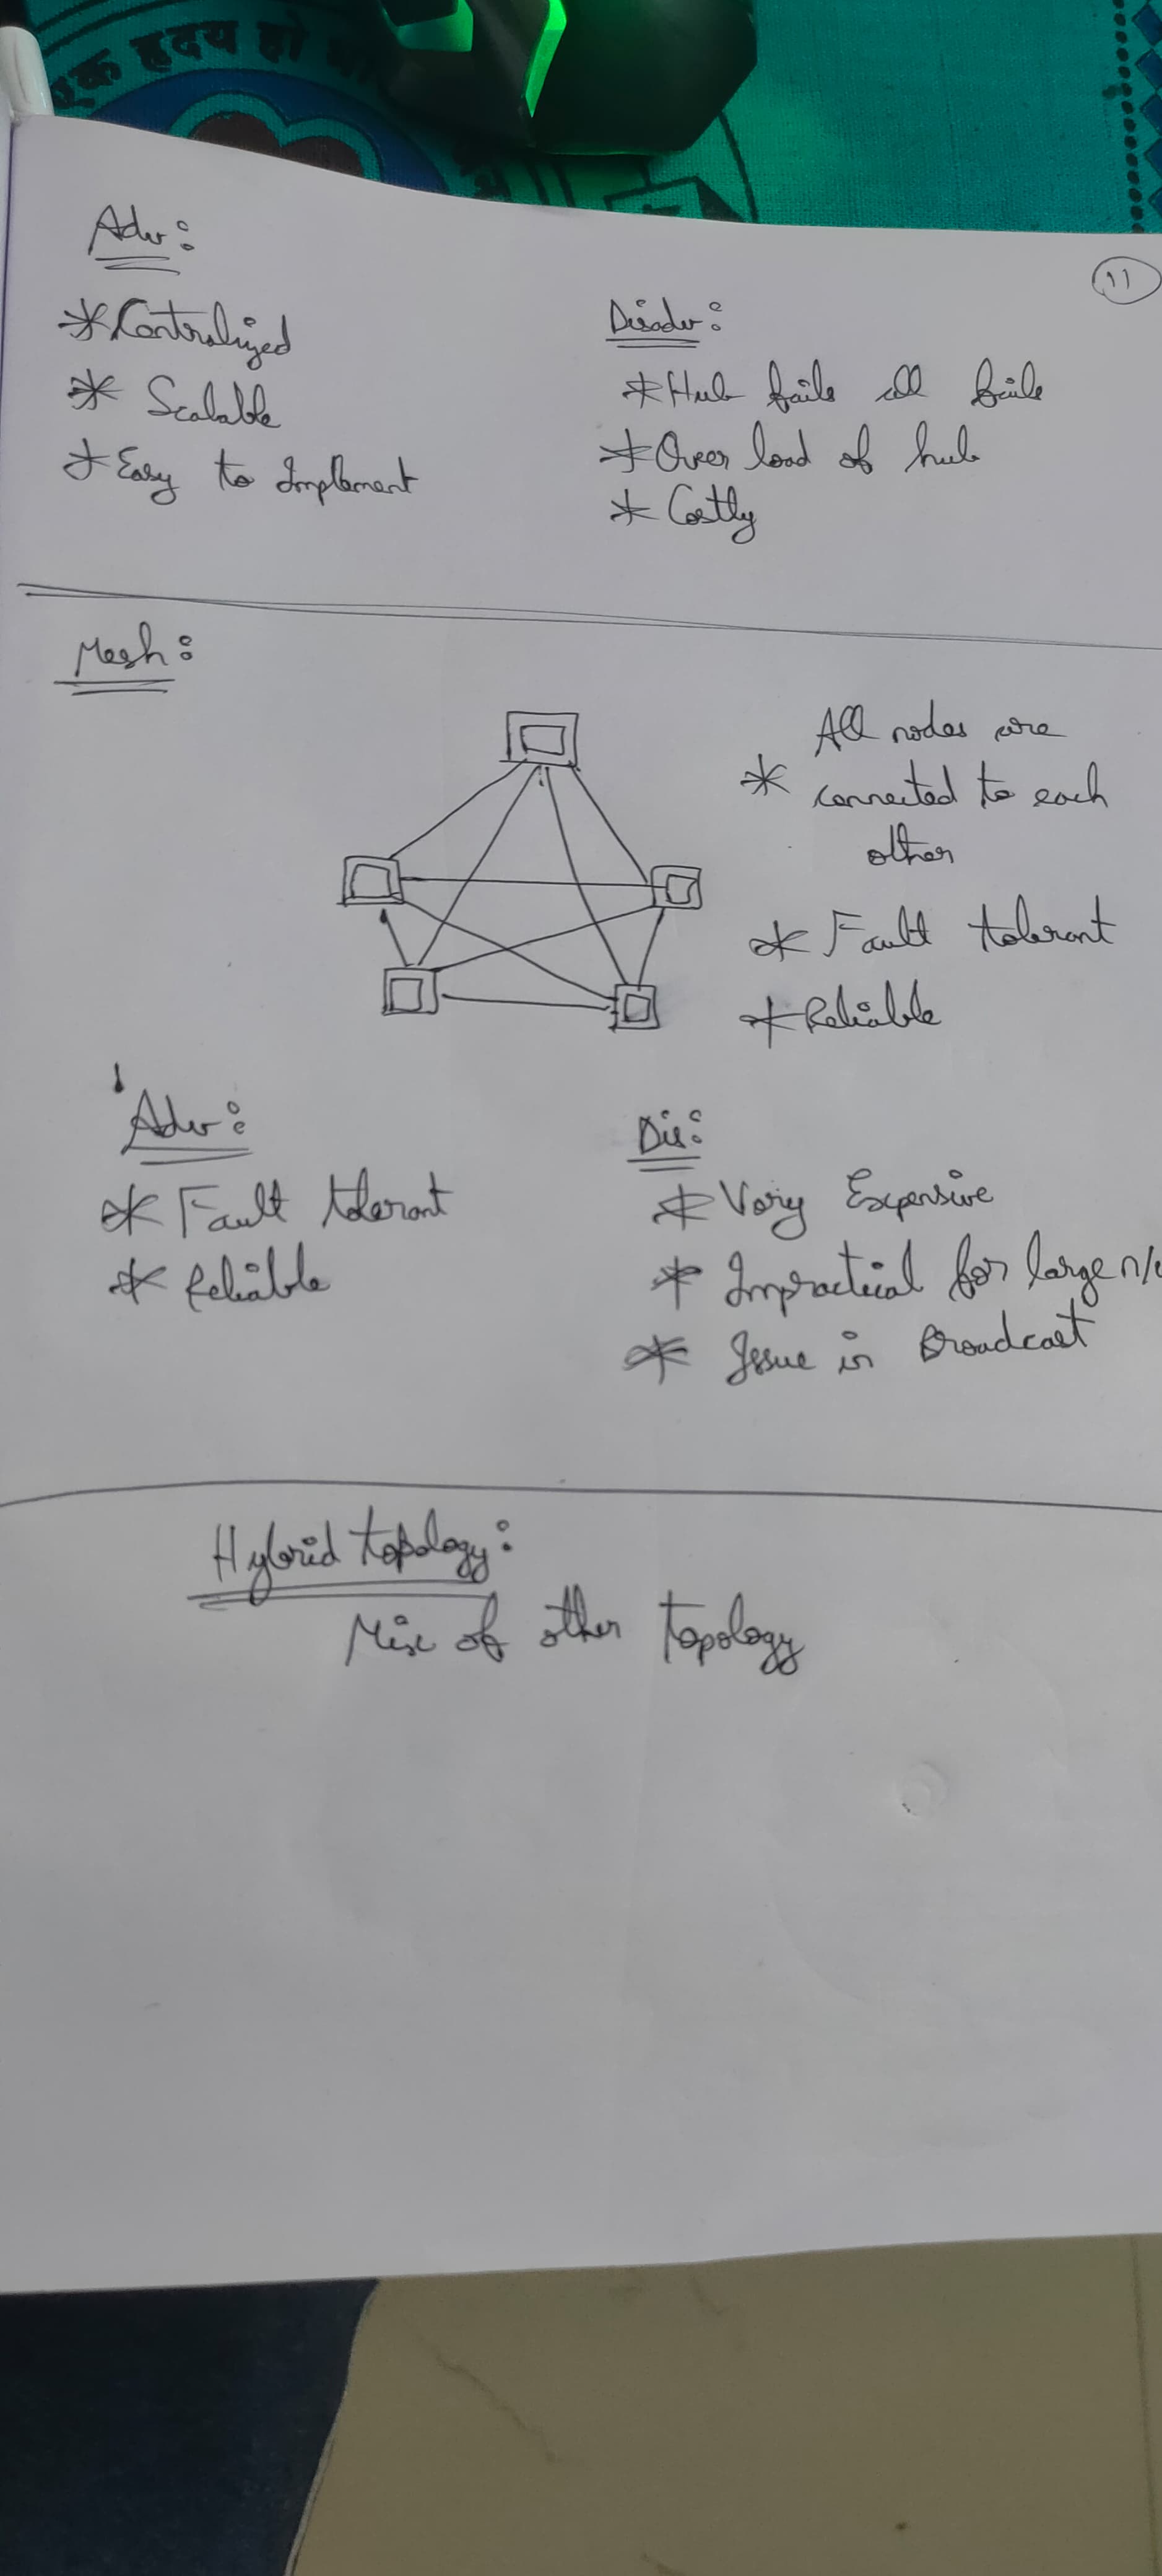 एक हृदय हो
11
Adv:
* Centralized
* Scalable
* Easy to Implement
Disadv:
* Hub fails all fails
* Over load of hub
* Costly
Mesh:
* All nodes are
connected to each
other
* Fault tolerant
* Reliable
Adv:
* Fault tolerant
* Reliable
Dis:
* Very Expensive
* Impractical for large n/
* Issue in Broadcast
Hybrid topology:
Mix of other topology